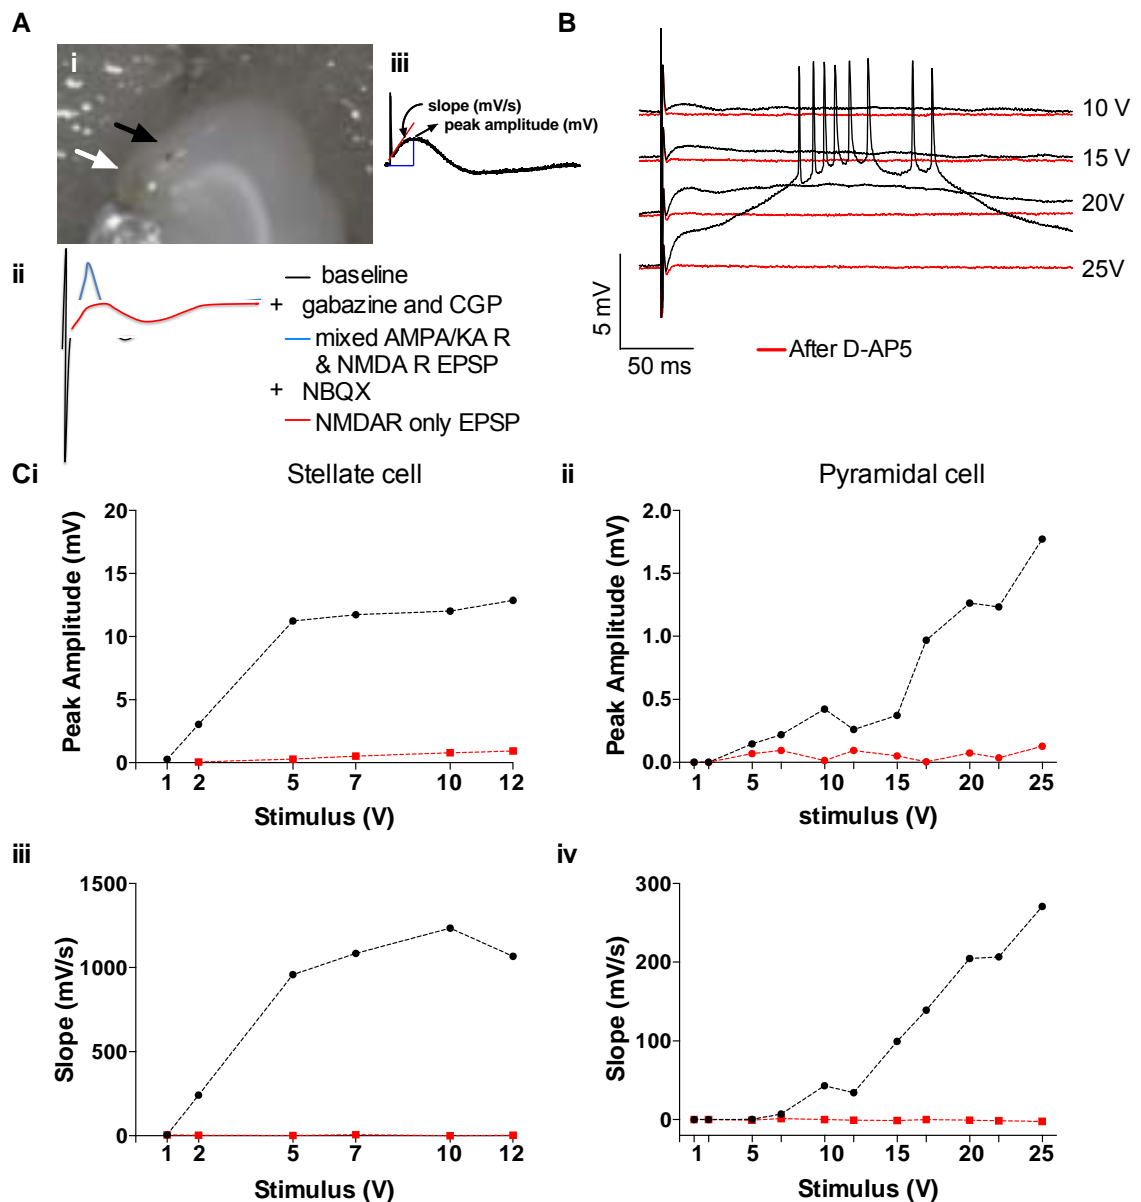 A
i
iii
slope (mV/s)
peak amplitude (mV)
ii
baseline
+ gabazine and CGP
mixed AMPA/KA R
& NMDA R EPSP
+ NBQX
NMDAR only EPSP
B
10 V
15 V
20V
25V
5 mV
50 ms
After D-AP5
Ci
Stellate cell
Peak Amplitude (mV)
20
15
10
5
0
1 2 5 7 10 12
Stimulus (V)
ii
Pyramidal cell
Peak Amplitude (mV)
2.0
1.5
1.0
0.5
0.0
1 5 10 15 20 25
stimulus (V)
iii
Slope (mV/s)
1500
1000
500
0
1 2 5 7 10 12
Stimulus (V)
iv
Slope (mV/s)
300
200
100
0
1 5 10 15 20 25
Stimulus (V)